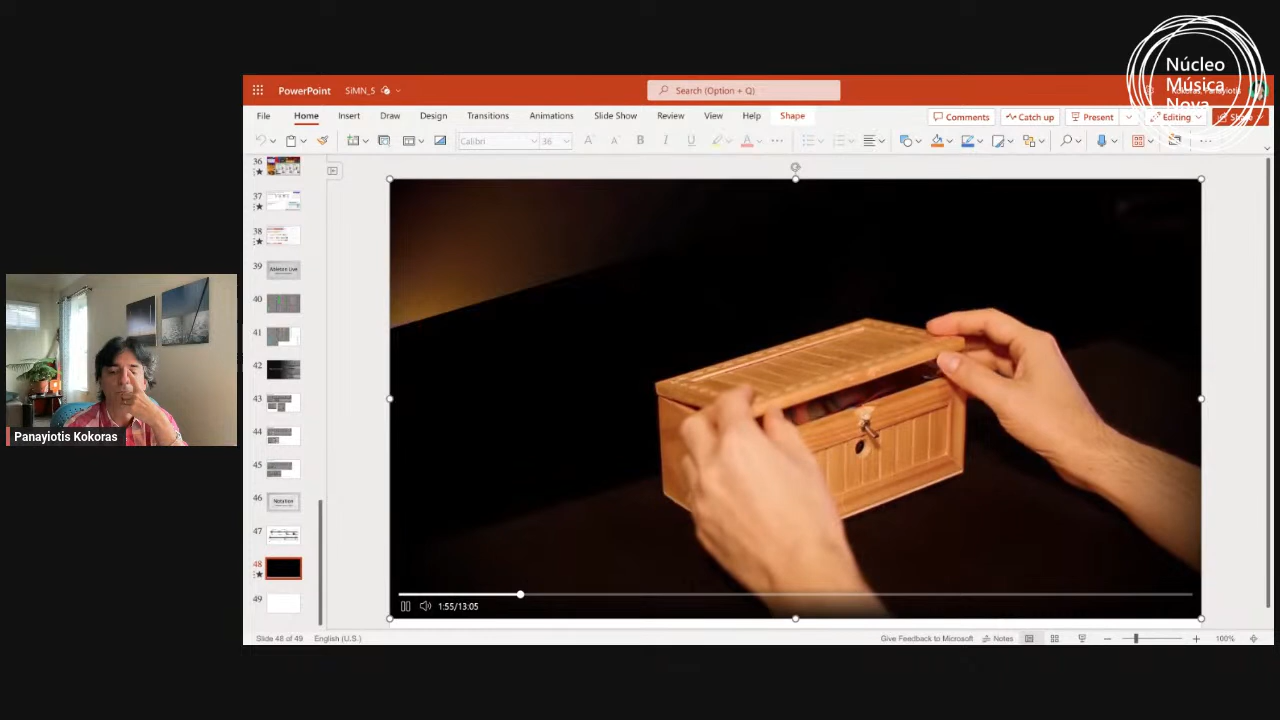 Núcleo
Música
Nova
PowerPoint
SiMN_5
Search (Option + Q)
File
Home
Insert
Draw
Design
Transitions
Animations
Slide Show
Review
View
Help
Shape
Comments
Catch up
Present
Editing
Calibri
36
B
I
U
A
36
37
38
39
Ableton Live
40
41
42
43
44
45
46
Notation
47
48
49
1:55/13:05
Panayiotis Kokoras
Slide 48 of 49
English (U.S.)
Give Feedback to Microsoft
Notes
100%